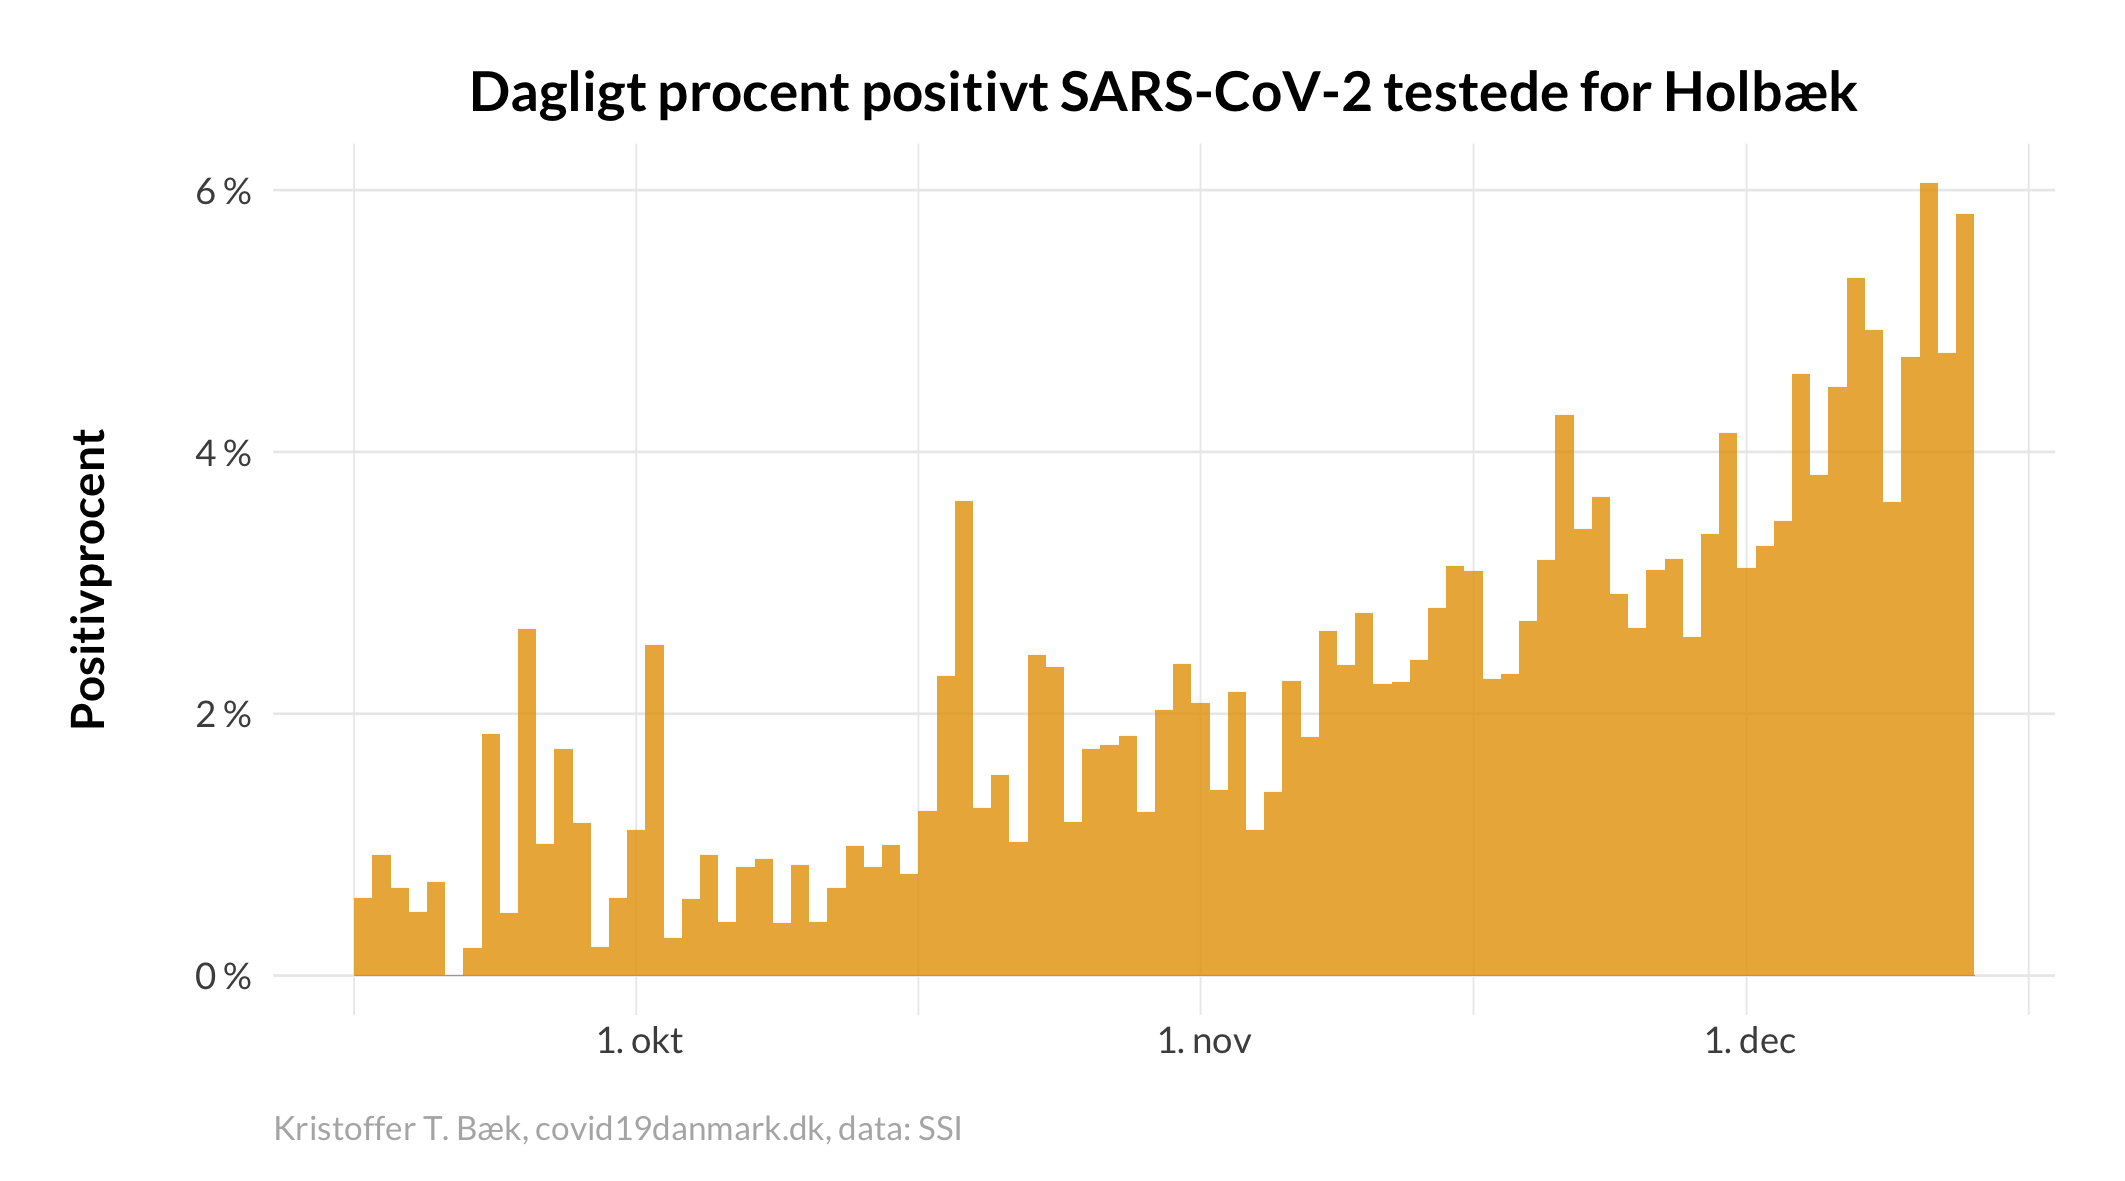 Dagligt procent positivt SARS-CoV-2 testede for Holbæk
Positivprocent
6 %
4 %
2 %
0 %
1. okt
1. nov
1. dec
Kristoffer T. Bæk, covid19danmark.dk, data: SSI